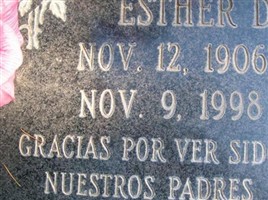 ESTHER D
NOV. 12, 1906
NOV. 9, 1998
GRACIAS POR VER SIDO
NUESTROS PADRES